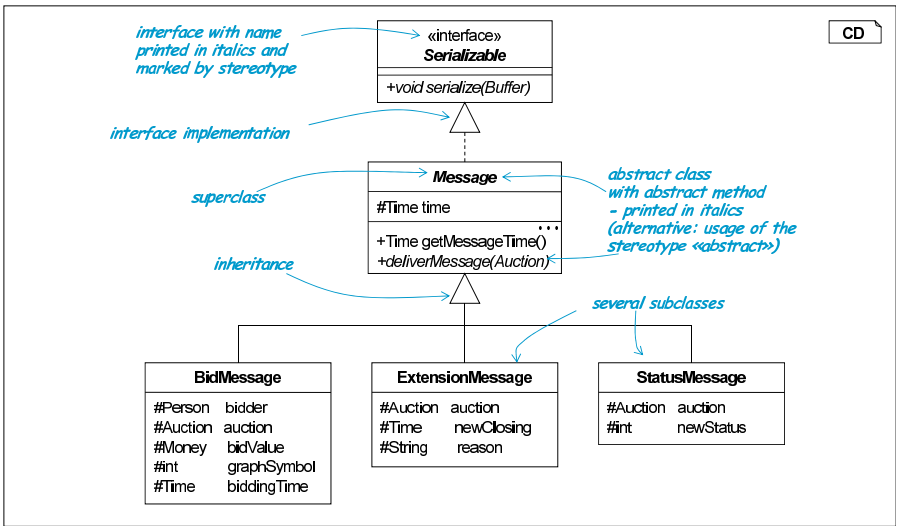 interface with name
printed in italics and
marked by stereotype
«interface»
Serializable
+void serialize(Buffer)
CD
interface implementation
superclass
Message
#Time time
...
+Time getMessageTime()
+deliverMessage(Auction)
abstract class
with abstract method
- printed in italics
(alternative: usage of the
stereotype «abstract»)
inheritance
several subclasses
BidMessage
#Person bidder
#Auction auction
#Money bidValue
#int graphSymbol
#Time biddingTime
ExtensionMessage
#Auction auction
#Time newClosing
#String reason
StatusMessage
#Auction auction
#int newStatus